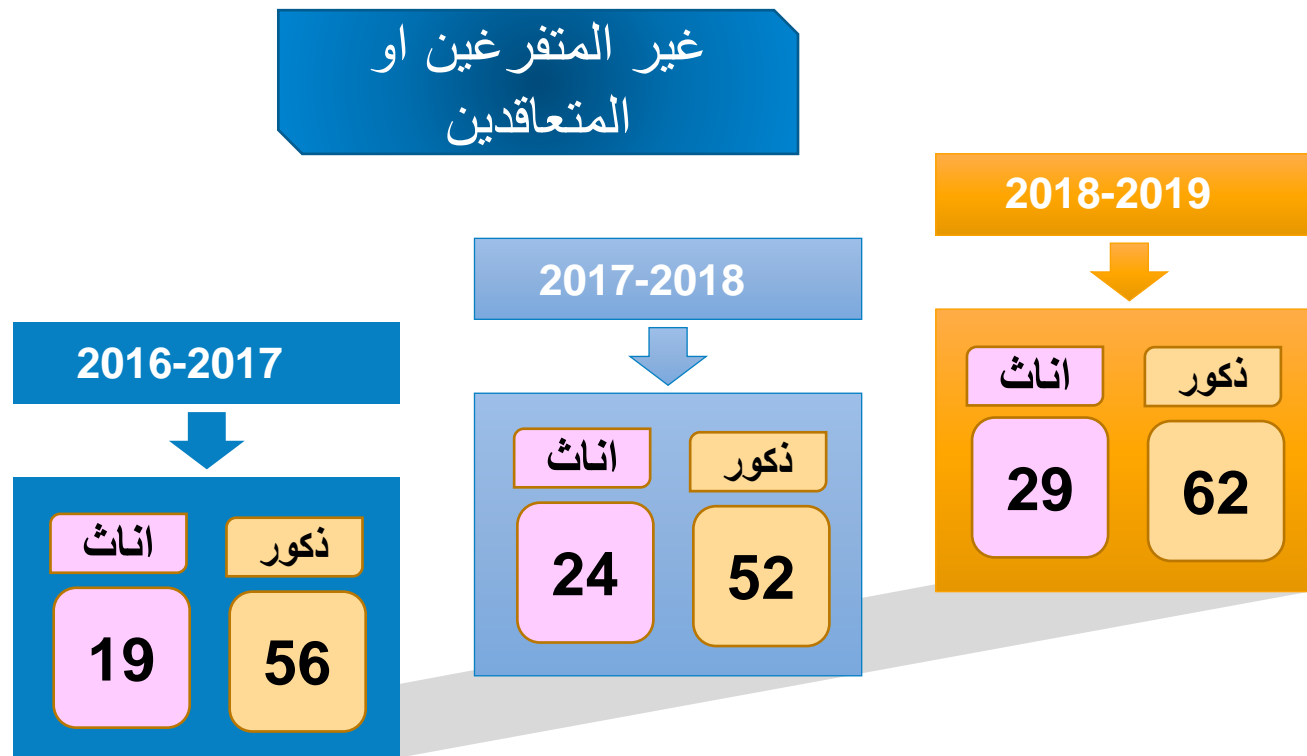 غير المتفرغين او
المتعاقدين
2016-2017
اناث
ذكور
19
56
2017-2018
اناث
ذكور
24
52
2018-2019
اناث
ذكور
29
62